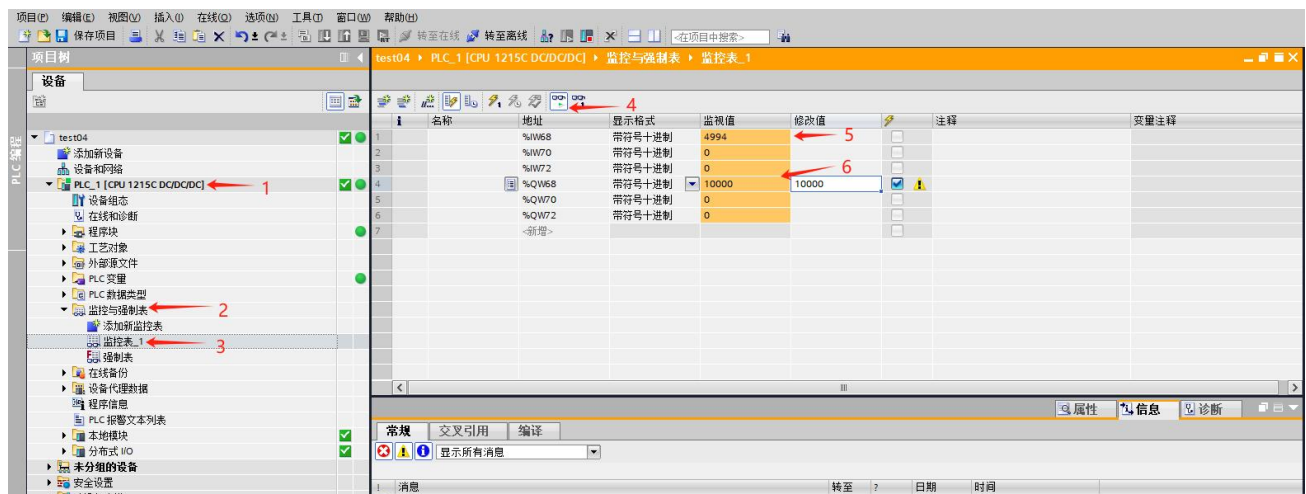 项目(P) 编辑(E) 视图(V) 插入(I) 在线(O) 选项(N) 工具(T) 窗口(W) 帮助(H)
保存项目 转至在线 转至离线 <在项目中搜索>
项目树 test04 ▸ PLC_1 [CPU 1215C DC/DC/DC] ▸ 监控与强制表 ▸ 监控表_1
设备
4
i 名称 地址 显示格式 监视值 修改值 注释 变量注释
PLC 编程
test04
添加新设备
设备和网络
PLC_1 [CPU 1215C DC/DC/DC] 1
设备组态
在线和诊断
程序块
工艺对象
外部源文件
PLC 变量
PLC 数据类型
监控与强制表 2
添加新监控表
监控表_1 3
强制表
在线备份
设备代理数据
程序信息
PLC 报警文本列表
本地模块
分布式 I/O
未分组的设备
安全设置
1 %IW68 带符号十进制 4994 5
2 %IW70 带符号十进制 0
3 %IW72 带符号十进制 0 6
4 %QW68 带符号十进制 10000 10000
5 %QW70 带符号十进制 0
6 %QW72 带符号十进制 0
7 <新增>
属性 信息 诊断
常规 交叉引用 编译
显示所有消息
! 消息 转至 ? 日期 时间